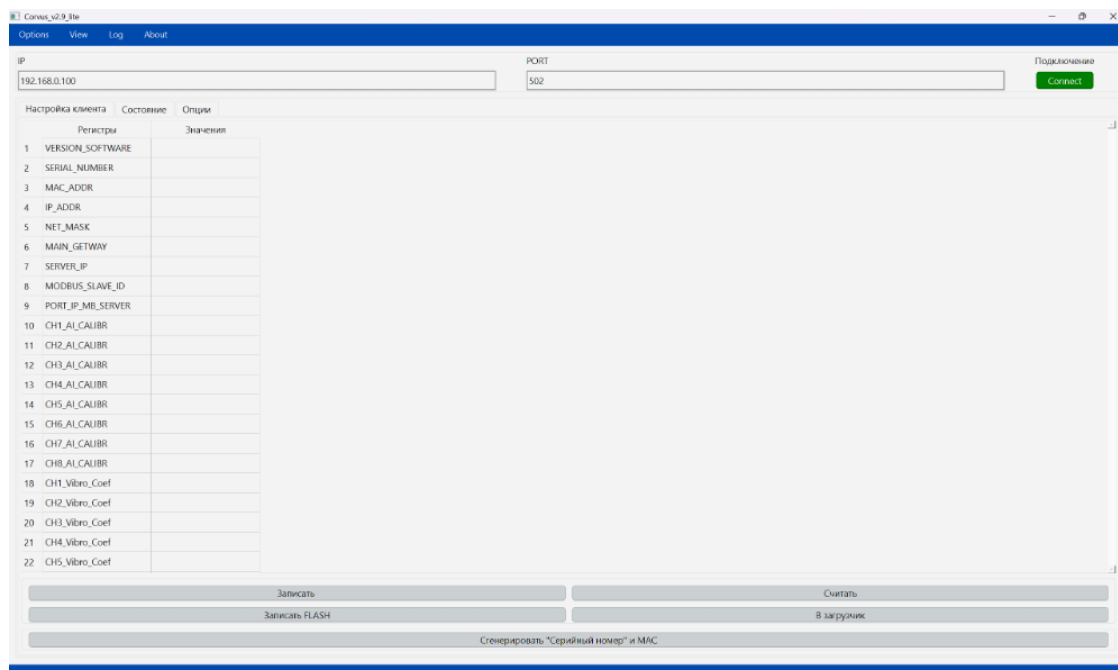 Corvus_v2.9_lite
Options View Log About
IP PORT Подключение
192.168.0.100 502 Connect
Настройка клиента Состояние Опции
Регистры Значения
1 VERSION_SOFTWARE
2 SERIAL_NUMBER
3 MAC_ADDR
4 IP_ADDR
5 NET_MASK
6 MAIN_GETWAY
7 SERVER_IP
8 MODBUS_SLAVE_ID
9 PORT_IP_MB_SERVER
10 CH1_AI_CALIBR
11 CH2_AI_CALIBR
12 CH3_AI_CALIBR
13 CH4_AI_CALIBR
14 CH5_AI_CALIBR
15 CH6_AI_CALIBR
16 CH7_AI_CALIBR
17 CH8_AI_CALIBR
18 CH1_Vibro_Coef
19 CH2_Vibro_Coef
20 CH3_Vibro_Coef
21 CH4_Vibro_Coef
22 CH5_Vibro_Coef
Записать Считать
Записать FLASH В загрузчик
Сгенерировать "Серийный номер" и MAC